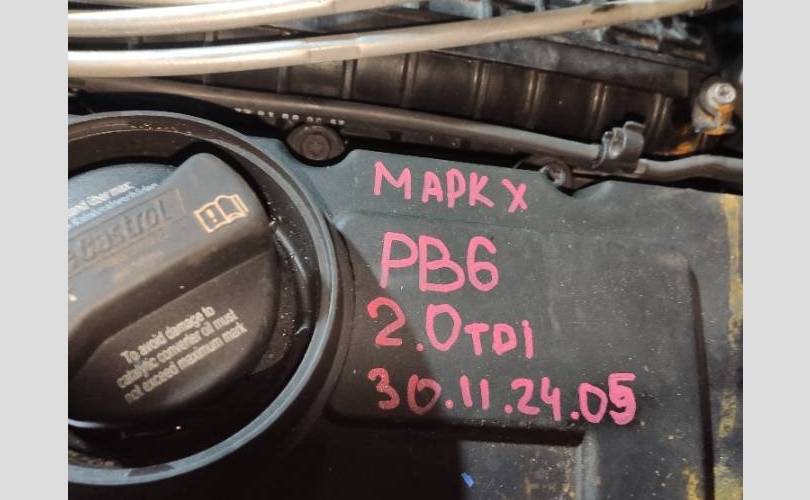 МАРК X
PB6
2.0TDi
30.11.24.05
Castrol
To avoid damage to
catalytic converter oil must
not exceed maximum mark